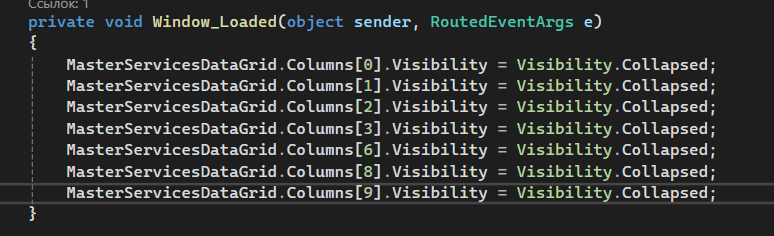 Ссылок: 1
private void Window_Loaded(object sender, RoutedEventArgs e)
{
MasterServicesDataGrid.Columns[0].Visibility = Visibility.Collapsed;
MasterServicesDataGrid.Columns[1].Visibility = Visibility.Collapsed;
MasterServicesDataGrid.Columns[2].Visibility = Visibility.Collapsed;
MasterServicesDataGrid.Columns[3].Visibility = Visibility.Collapsed;
MasterServicesDataGrid.Columns[6].Visibility = Visibility.Collapsed;
MasterServicesDataGrid.Columns[8].Visibility = Visibility.Collapsed;
MasterServicesDataGrid.Columns[9].Visibility = Visibility.Collapsed;
}